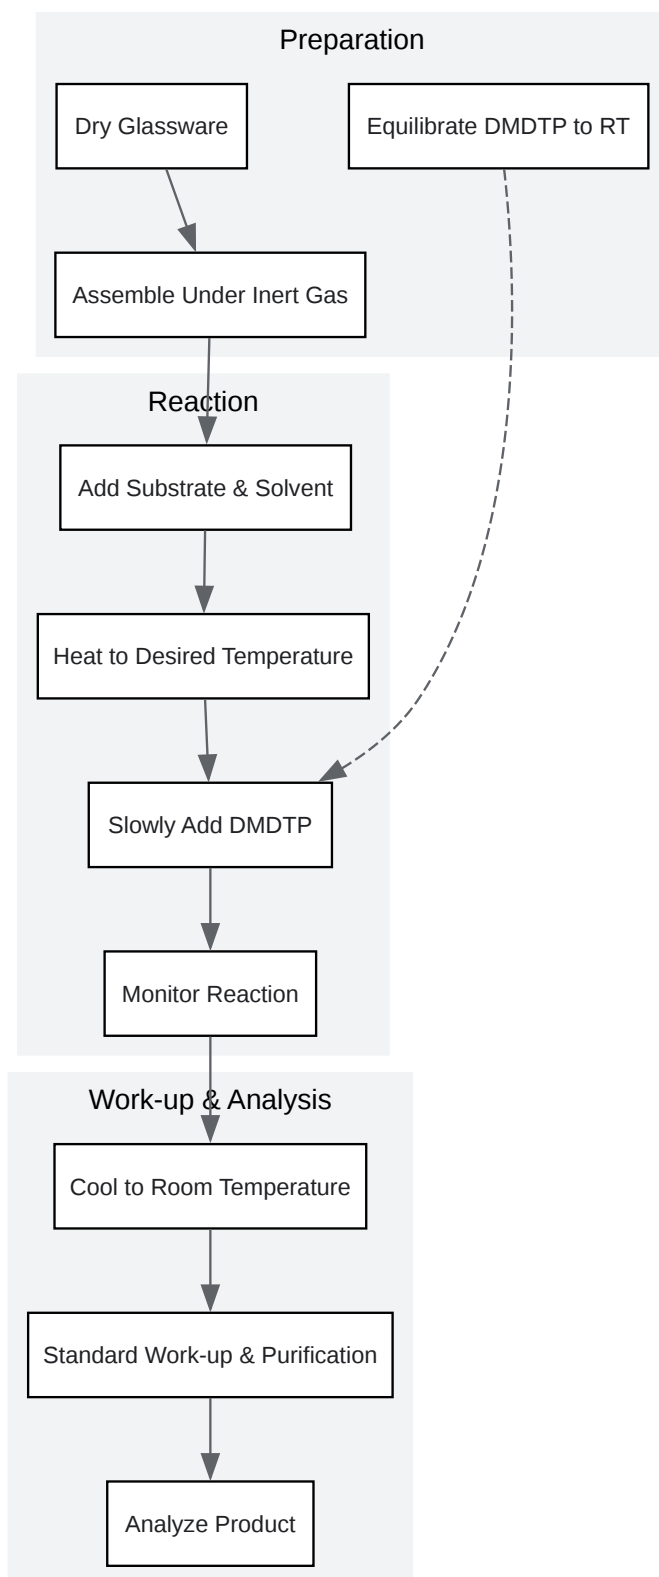 Preparation
Dry Glassware
Equilibrate DMDTP to RT
Assemble Under Inert Gas
Reaction
Add Substrate & Solvent
Heat to Desired Temperature
Slowly Add DMDTP
Monitor Reaction
Work-up & Analysis
Cool to Room Temperature
Standard Work-up & Purification
Analyze Product